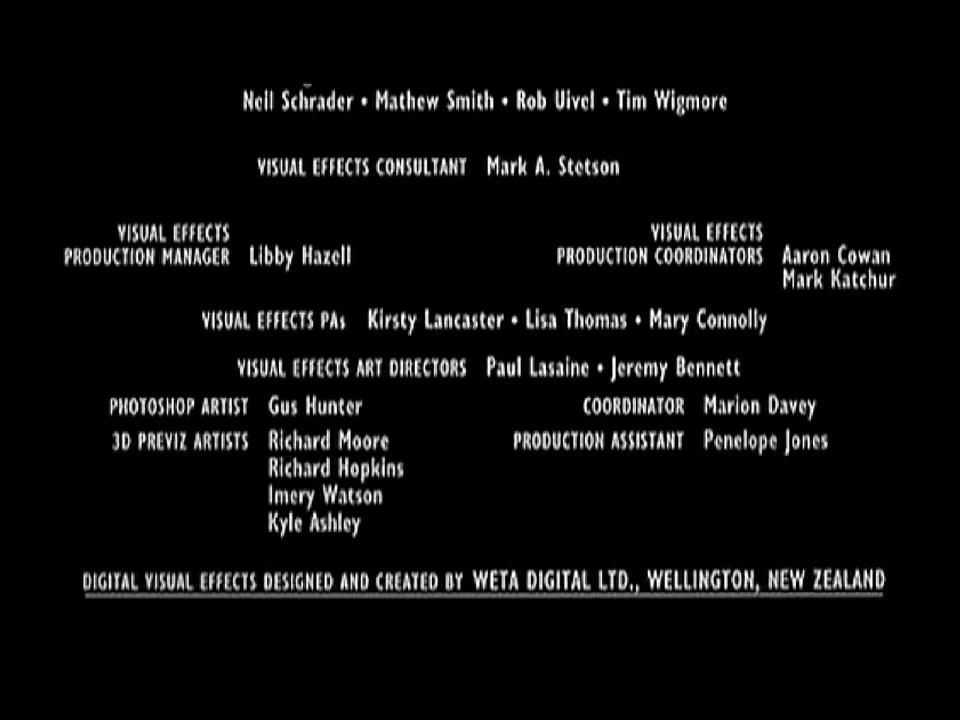 Neil Schrader • Mathew Smith • Rob Uivel • Tim Wigmore
VISUAL EFFECTS CONSULTANT Mark A. Stetson
VISUAL EFFECTS
PRODUCTION MANAGER Libby Hazell
VISUAL EFFECTS
PRODUCTION COORDINATORS Aaron Cowan
Mark Katchur
VISUAL EFFECTS PAs Kirsty Lancaster • Lisa Thomas • Mary Connolly
VISUAL EFFECTS ART DIRECTORS Paul Lasaine • Jeremy Bennett
PHOTOSHOP ARTIST Gus Hunter
3D PREVIZ ARTISTS Richard Moore
Richard Hopkins
Imery Watson
Kyle Ashley
COORDINATOR Marion Davey
PRODUCTION ASSISTANT Penelope Jones
DIGITAL VISUAL EFFECTS DESIGNED AND CREATED BY WETA DIGITAL LTD., WELLINGTON, NEW ZEALAND